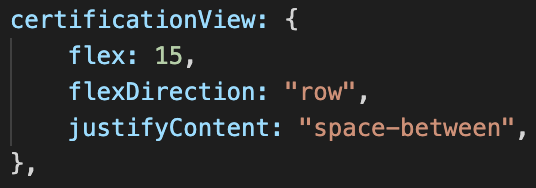 certificationView: {
    flex: 15,
    flexDirection: "row",
    justifyContent: "space-between",
},